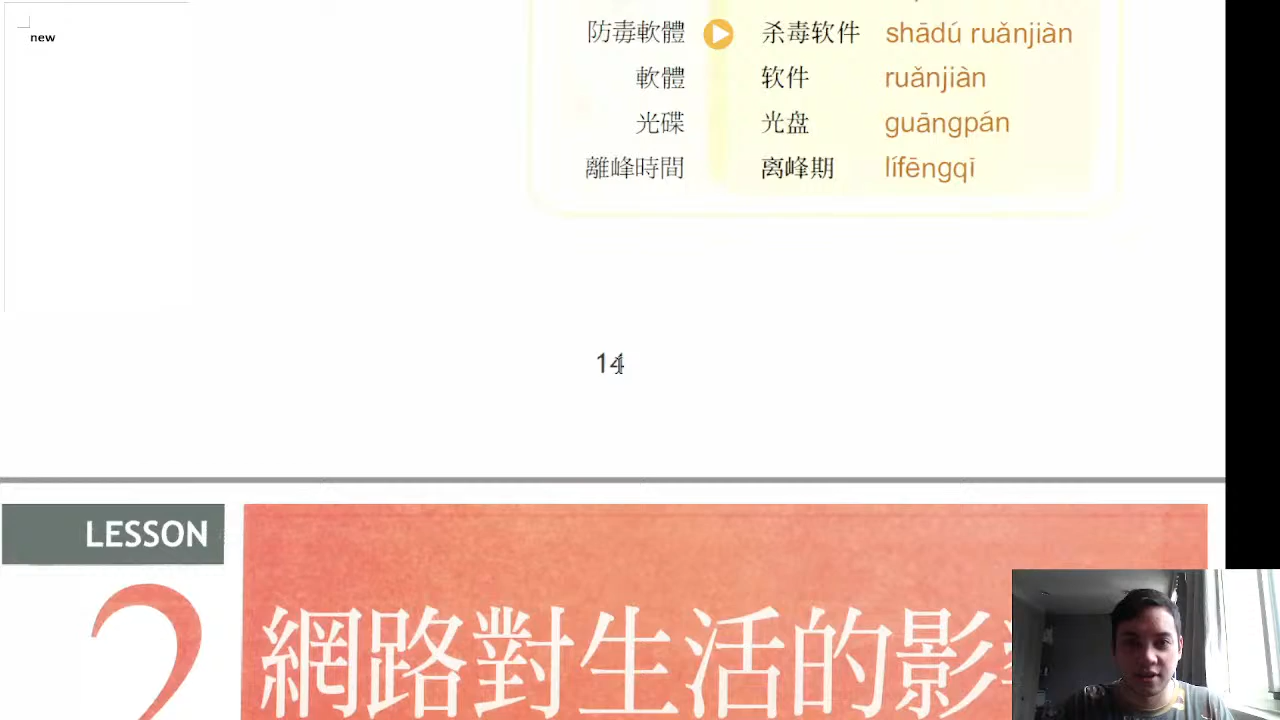 new
防毒軟體 杀毒软件 shādú ruǎnjiàn
軟體 软件 ruǎnjiàn
光碟 光盘 guāngpán
離峰時間 离峰期 lífēngqī
14
LESSON
2
網路對生活的影